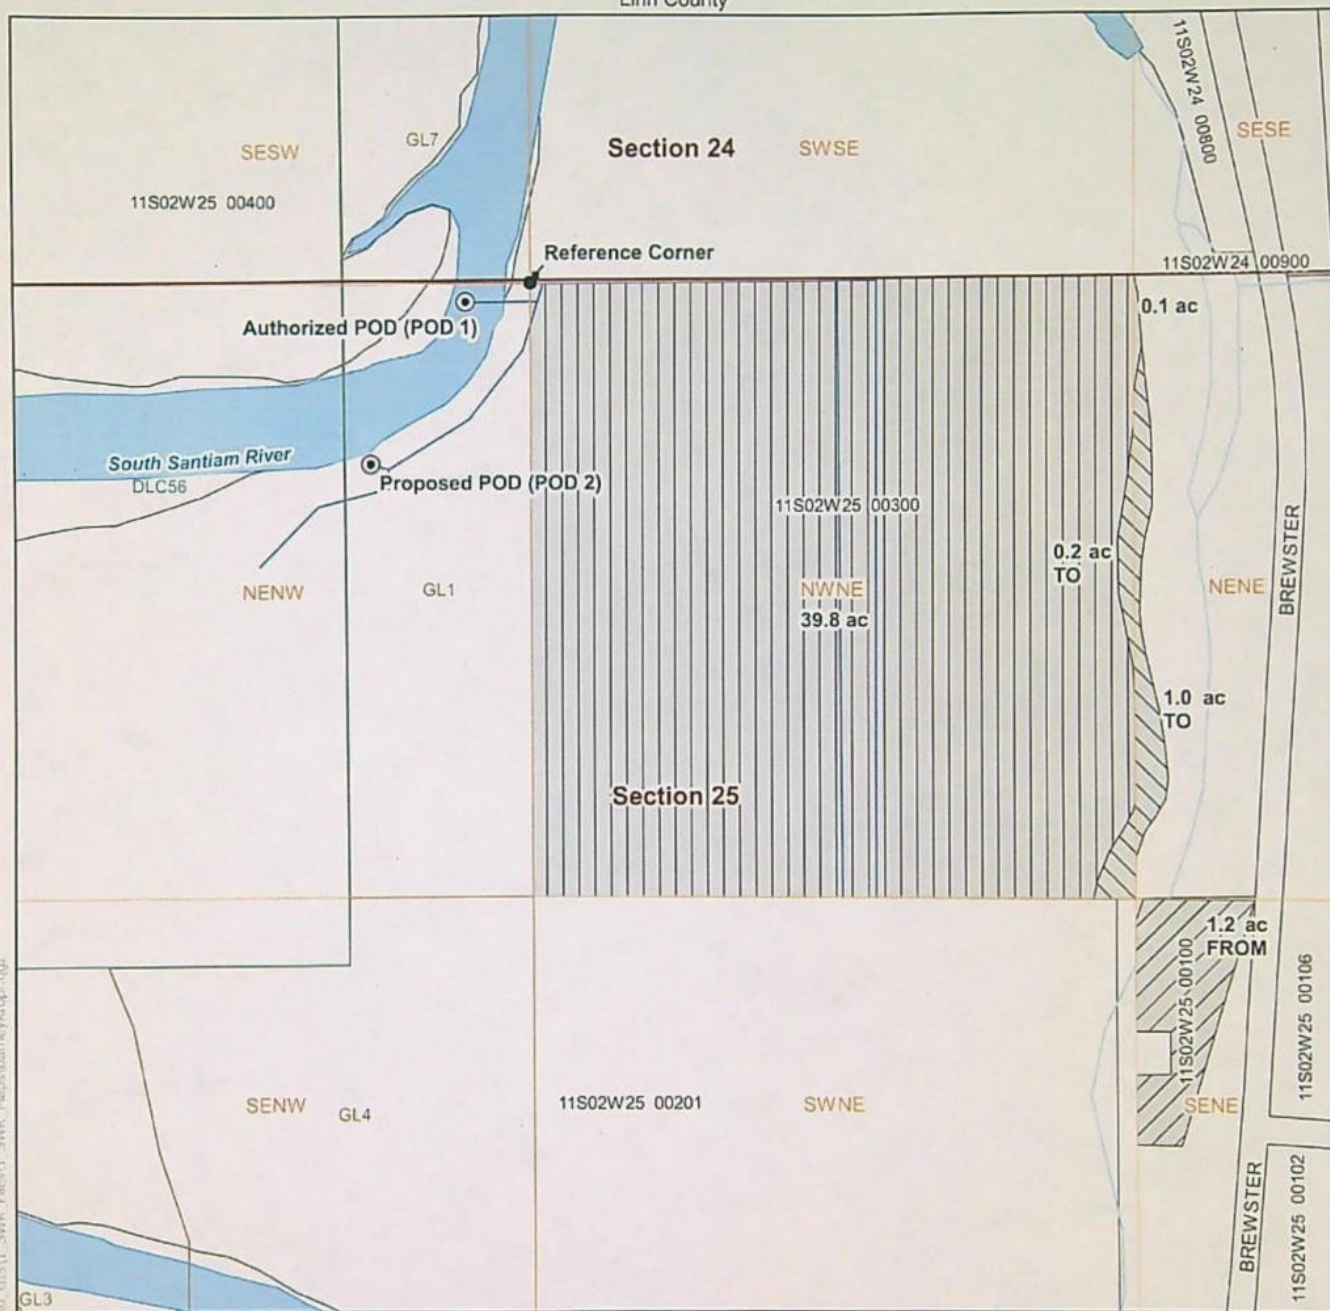 Linn County
11S02W24 00800
SESE
SESW
GL7
Section 24
SWSE
11S02W25 00400
Reference Corner
11S02W24 00900
0.1 ac
Authorized POD (POD 1)
South Santiam River
DLC56
Proposed POD (POD 2)
11S02W25 00300
0.2 ac
TO
BREWSTER
NENW
GL1
NWNE
NENE
39.8 ac
1.0 ac
TO
Section 25
1.2 ac
FROM
11S02W25 00100
11S02W25 00106
SENW
GL4
11S02W25 00201
SWNE
SENE
BREWSTER
11S02W25 00102
GL3